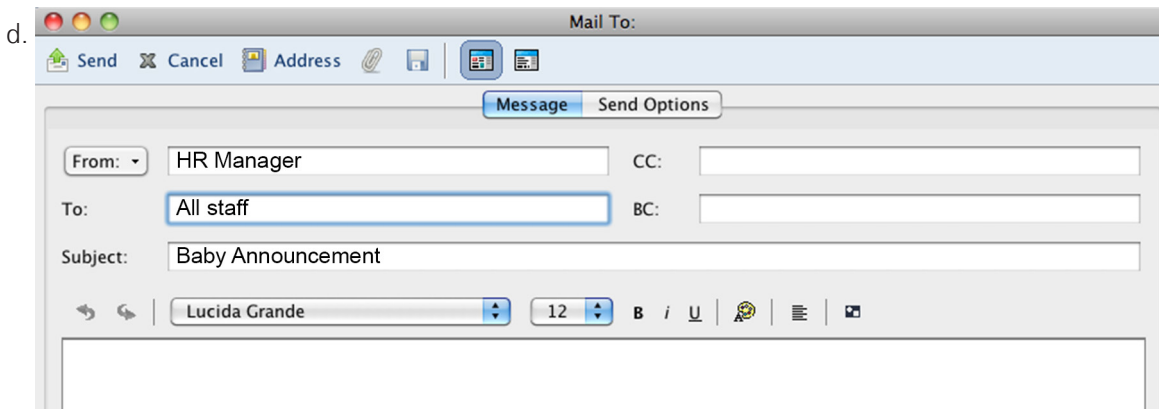 d.
Mail To:
Send Cancel Address
Message Send Options
From: HR Manager CC:
To: All staff BC:
Subject: Baby Announcement
Lucida Grande 12 B i U